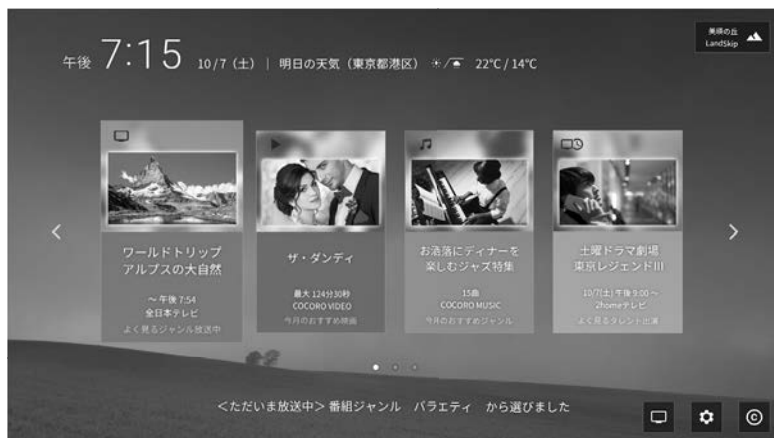 午後 7:15 10/7（土）｜ 明日の天気（東京都港区） 22℃/14℃
美瑛の丘
LandSkip
ワールドトリップ
アルプスの大自然
～午後 7:54
全日本テレビ
よく見るジャンル放送中
ザ・ダンディ
最大 124分30秒
COCORO VIDEO
今月のおすすめ映画
お洒落にディナーを
楽しむジャズ特集
15曲
COCORO MUSIC
今月のおすすめジャンル
土曜ドラマ劇場
東京レジェンドIII
10/7(土) 午後 9:00～
2homeテレビ
よく見るタレント出演
＜ただいま放送中＞番組ジャンル　バラエティ　から選びました